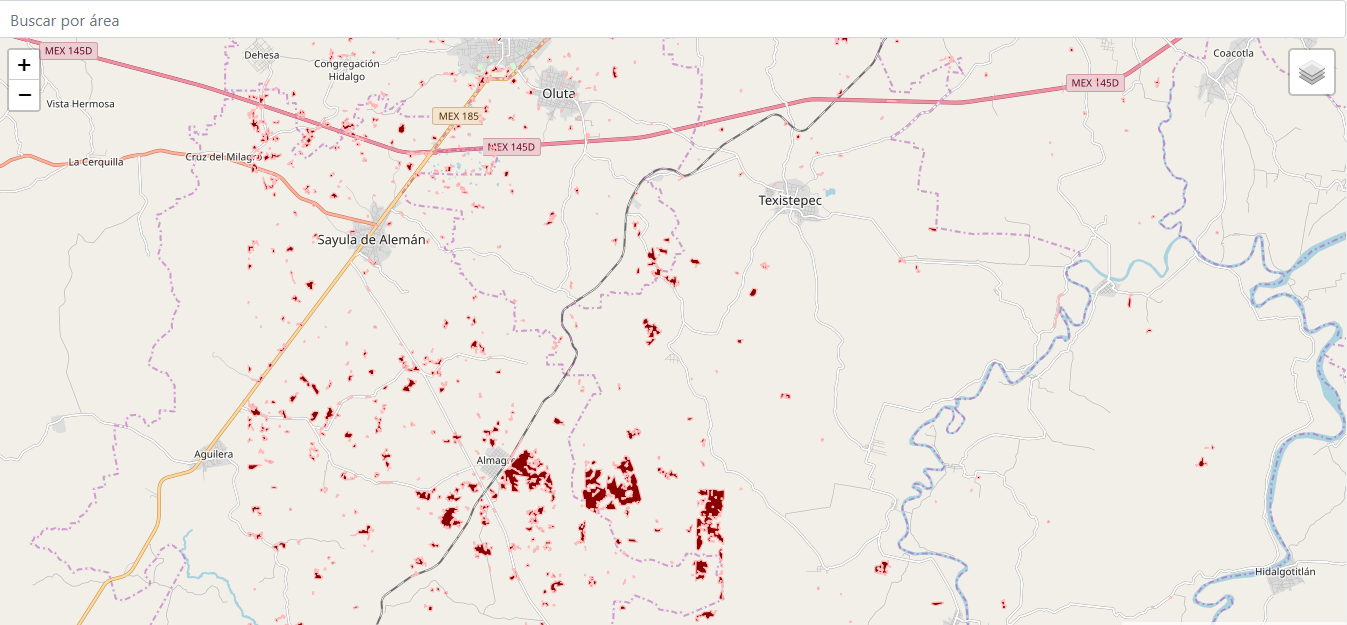 Buscar por área
MEX 145D
Dehesa
Congregación
Hidalgo
Coacotla
+
−
Vista Hermosa
Oluta
MEX 145D
MEX 185
MEX 145D
La Cerquilla
Cruz del Milagro
Texistepec
Sayula de Alemán
Aguilera
Almag
Hidalgotitlán